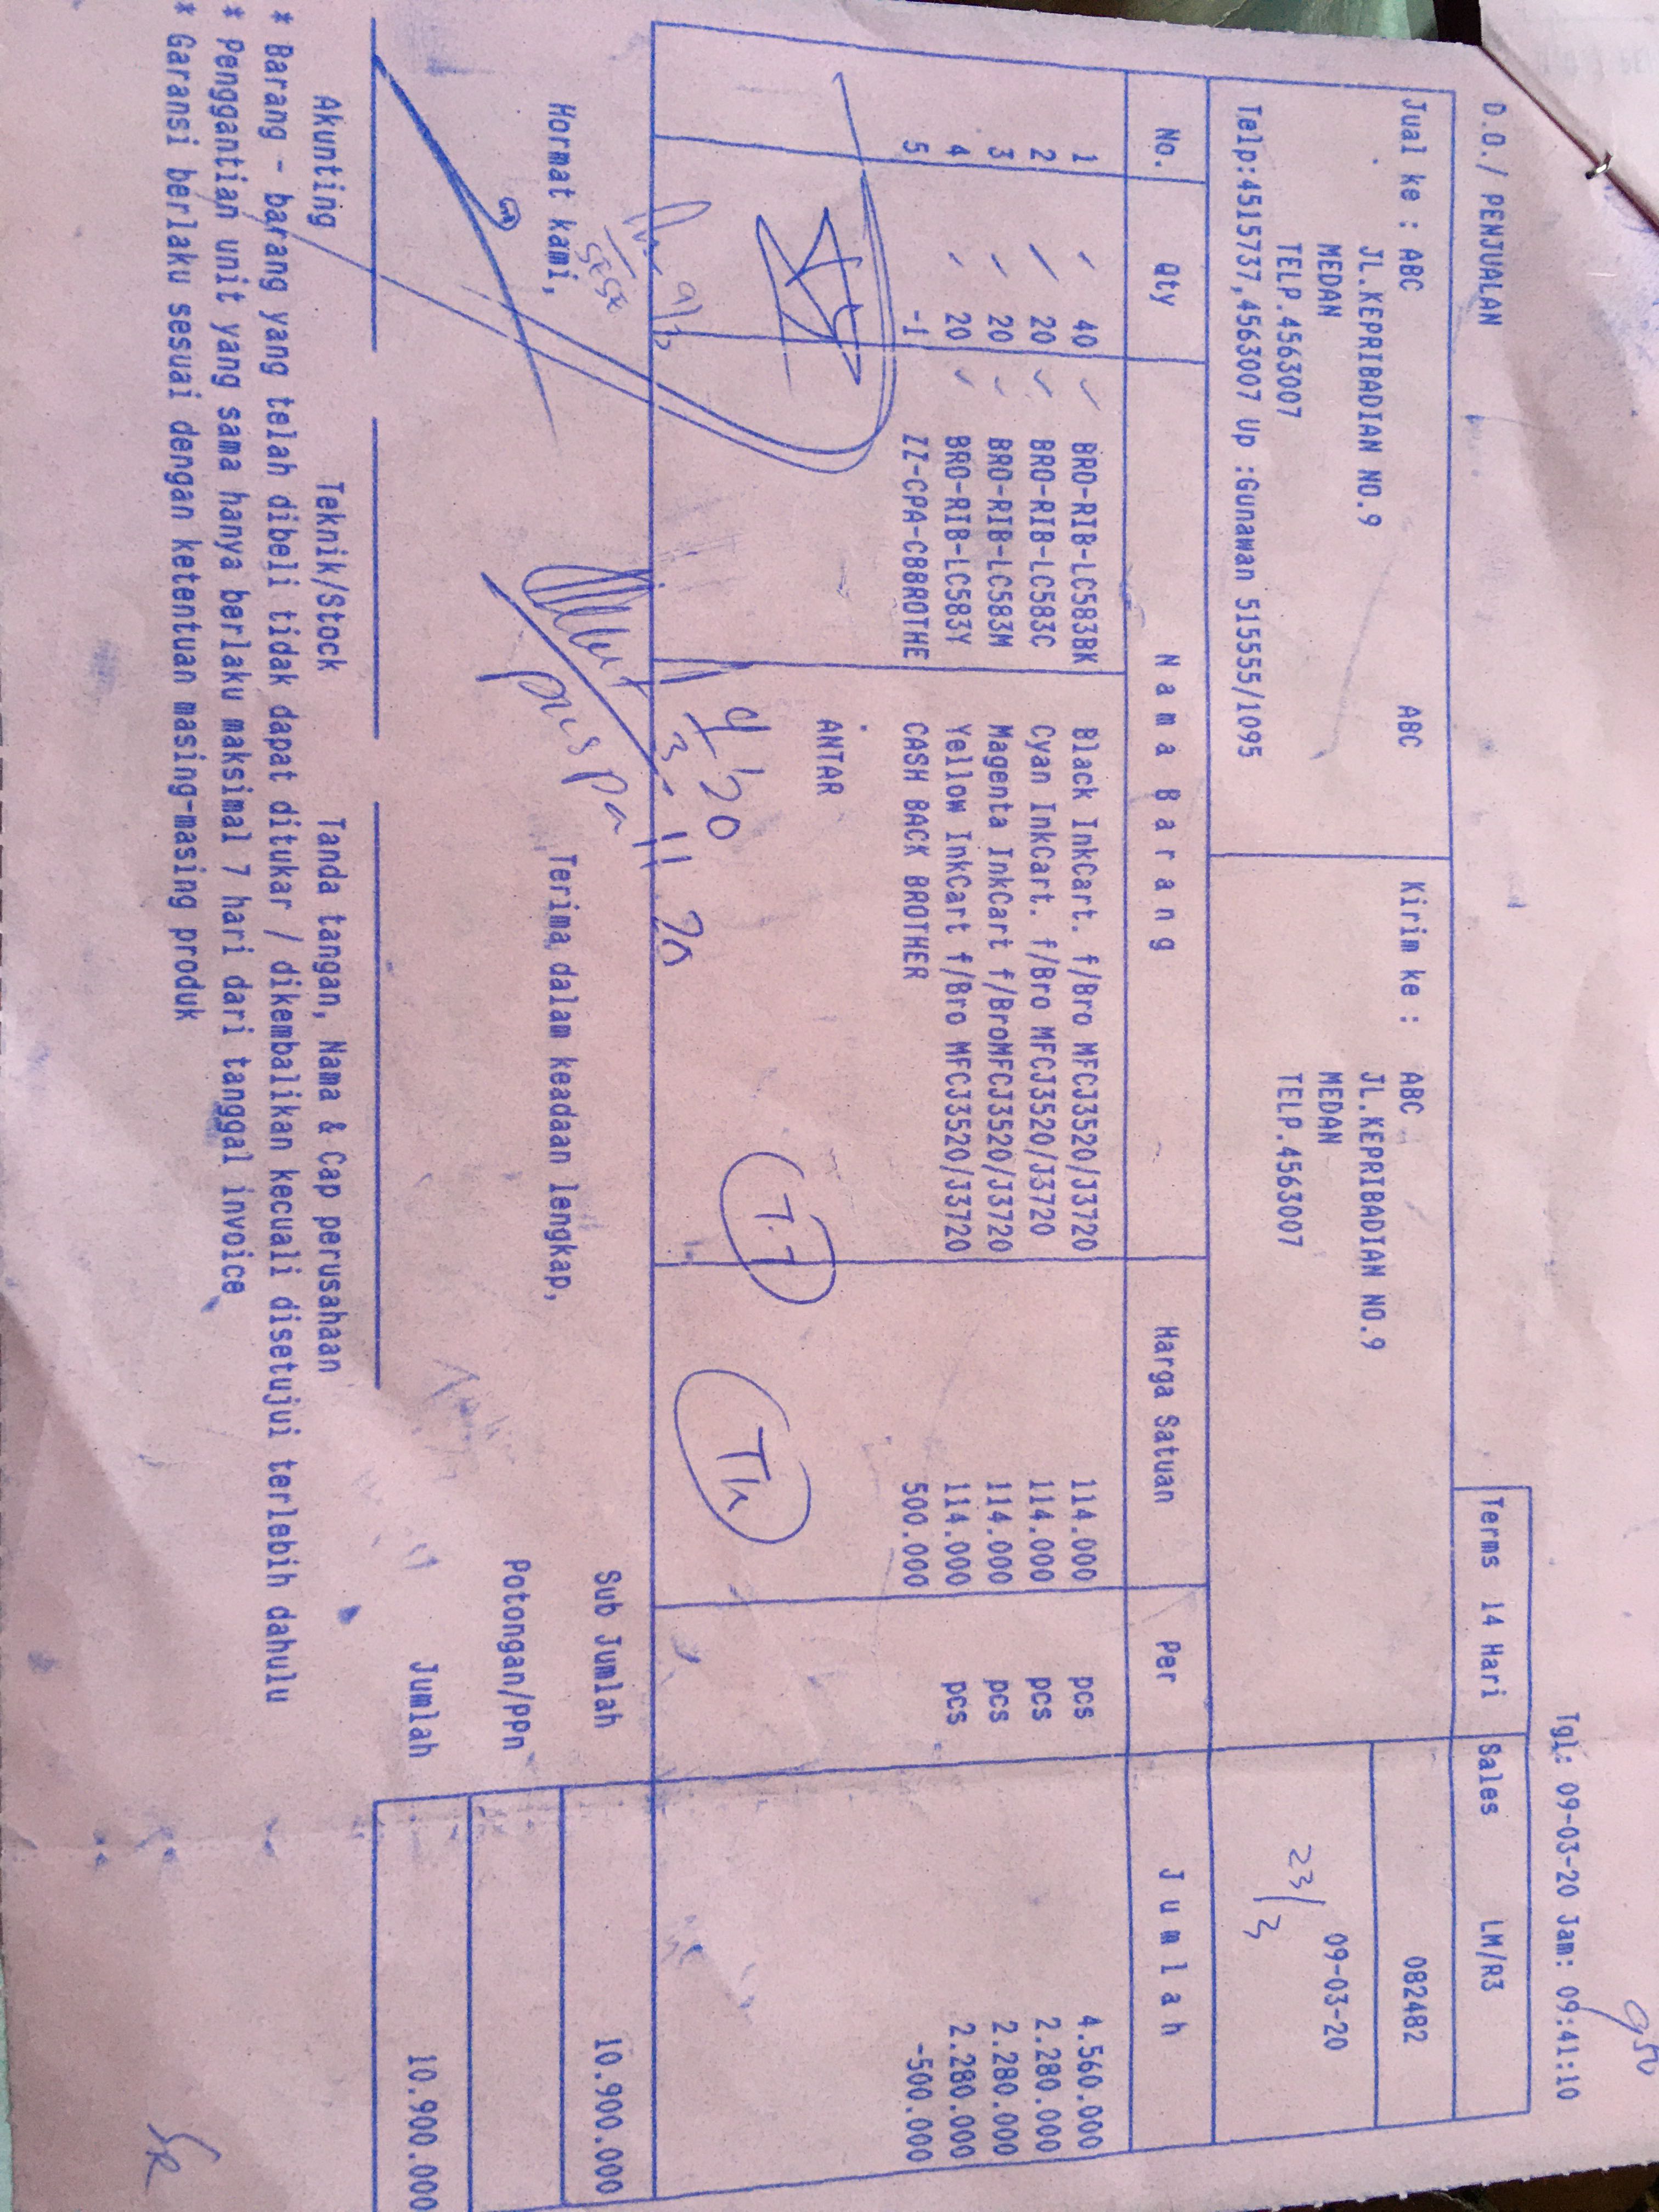 Tgl: 09-03-20 Jam: 09:41:10
D.O./ PENJUALAN
Terms 14 Hari Sales LM/R3
Jual ke : ABC ABC
JL.KEPRIBADIAN NO.9
MEDAN
TELP.4563007
Telp:4515737,4563007 Up :Gunawan 515555/1095
Kirim ke : ABC
JL.KEPRIBADIAN NO.9
MEDAN
TELP.4563007
082482
09-03-20
23/3
No. Qty Nama Barang Harga Satuan Per Jumlah
1 40 BRO-RIB-LC583BK Black InkCart. f/Bro MFCJ3520/J3720 114.000 pcs 4.560.000
2 20 BRO-RIB-LC583C Cyan InkCart. f/Bro MFCJ3520/J3720 114.000 pcs 2.280.000
3 20 BRO-RIB-LC583M Magenta InkCart f/BroMFCJ3520/J3720 114.000 pcs 2.280.000
4 20 BRO-RIB-LC583Y Yellow InkCart f/Bro MFCJ3520/J3720 114.000 pcs 2.280.000
5 -1 ZZ-CPA-CBBROTHE CASH BACK BROTHER 500.000 -500.000
ANTAR
Sub Jumlah 10.900.000
Hormat kami, Terima dalam keadaan lengkap,
puspa
Potongan/PPn
Jumlah 10.900.000
Akunting Teknik/Stock Tanda tangan, Nama & Cap perusahaan
* Barang - barang yang telah dibeli tidak dapat ditukar / dikembalikan kecuali disetujui terlebih dahulu
* Penggantian unit yang sama hanya berlaku maksimal 7 hari dari tanggal invoice
* Garansi berlaku sesuai dengan ketentuan masing-masing produk